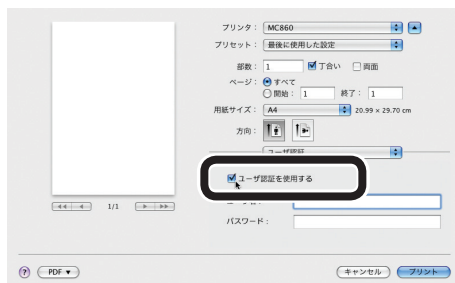 プリンタ： MC860
プリセット： 最後に使用した設定
部数： 1 丁合い 両面
ページ： すべて
開始： 1 終了： 1
用紙サイズ： A4 20.99 × 29.70 cm
方向：
ユーザ認証
ユーザ認証を使用する
1/1
パスワード：
? PDF ▼ キャンセル プリント